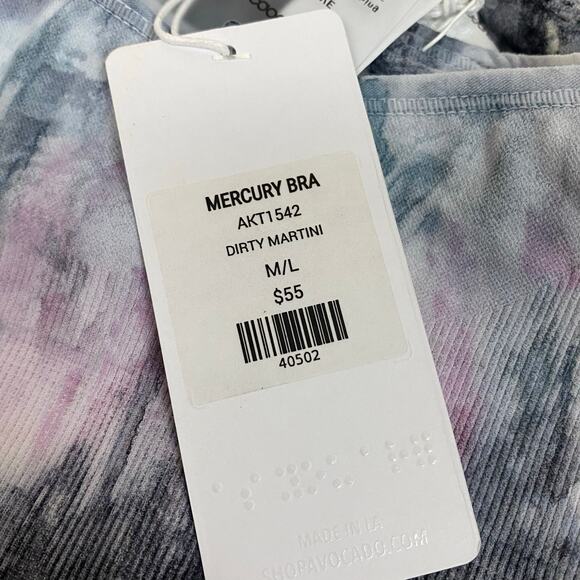 MERCURY BRA
AKT1542
DIRTY MARTINI
M/L
$55
40502
MADE IN LA
SHOPAVOCADO.COM